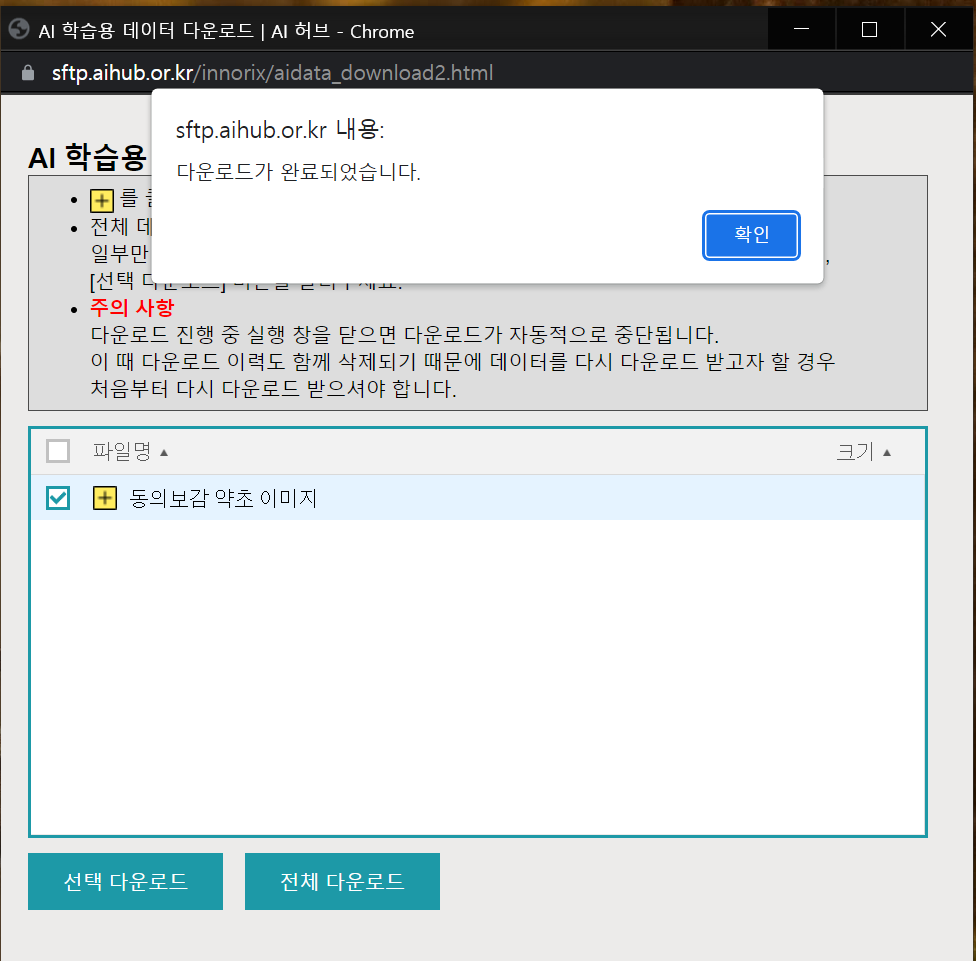 AI 학습용 데이터 다운로드 | AI 허브 - Chrome
sftp.aihub.or.kr/innorix/aidata_download2.html
sftp.aihub.or.kr 내용:
다운로드가 완료되었습니다.
확인
AI 학습용
를
전체
일부만
[선택
주의 사항
다운로드 진행 중 실행 창을 닫으면 다운로드가 자동적으로 중단됩니다.
이 때 다운로드 이력도 함께 삭제되기 때문에 데이터를 다시 다운로드 받고자 할 경우
처음부터 다시 다운로드 받으셔야 합니다.
파일명 ▲ 크기 ▲
동의보감 약초 이미지
선택 다운로드 전체 다운로드